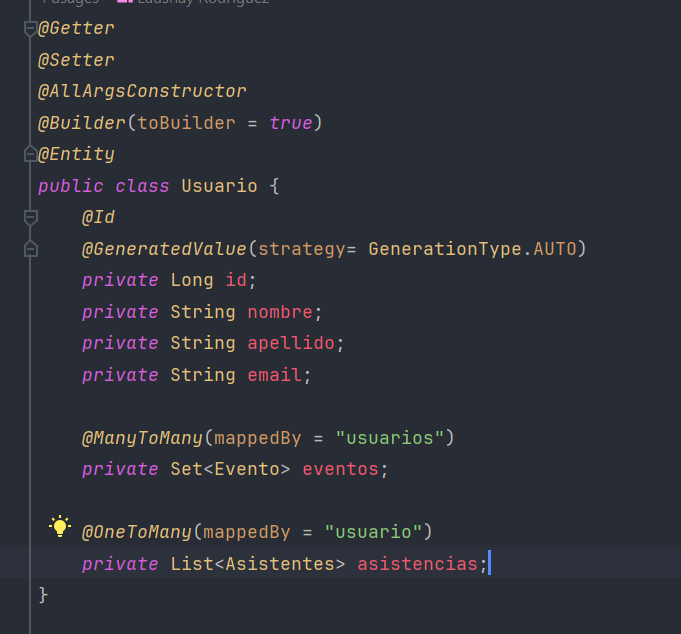 @Getter
@Setter
@AllArgsConstructor
@Builder(toBuilder = true)
@Entity
public class Usuario {
@Id
@GeneratedValue(strategy= GenerationType.AUTO)
private Long id;
private String nombre;
private String apellido;
private String email;
@ManyToMany(mappedBy = "usuarios")
private Set<Evento> eventos;
@OneToMany(mappedBy = "usuario")
private List<Asistentes> asistencias;
}